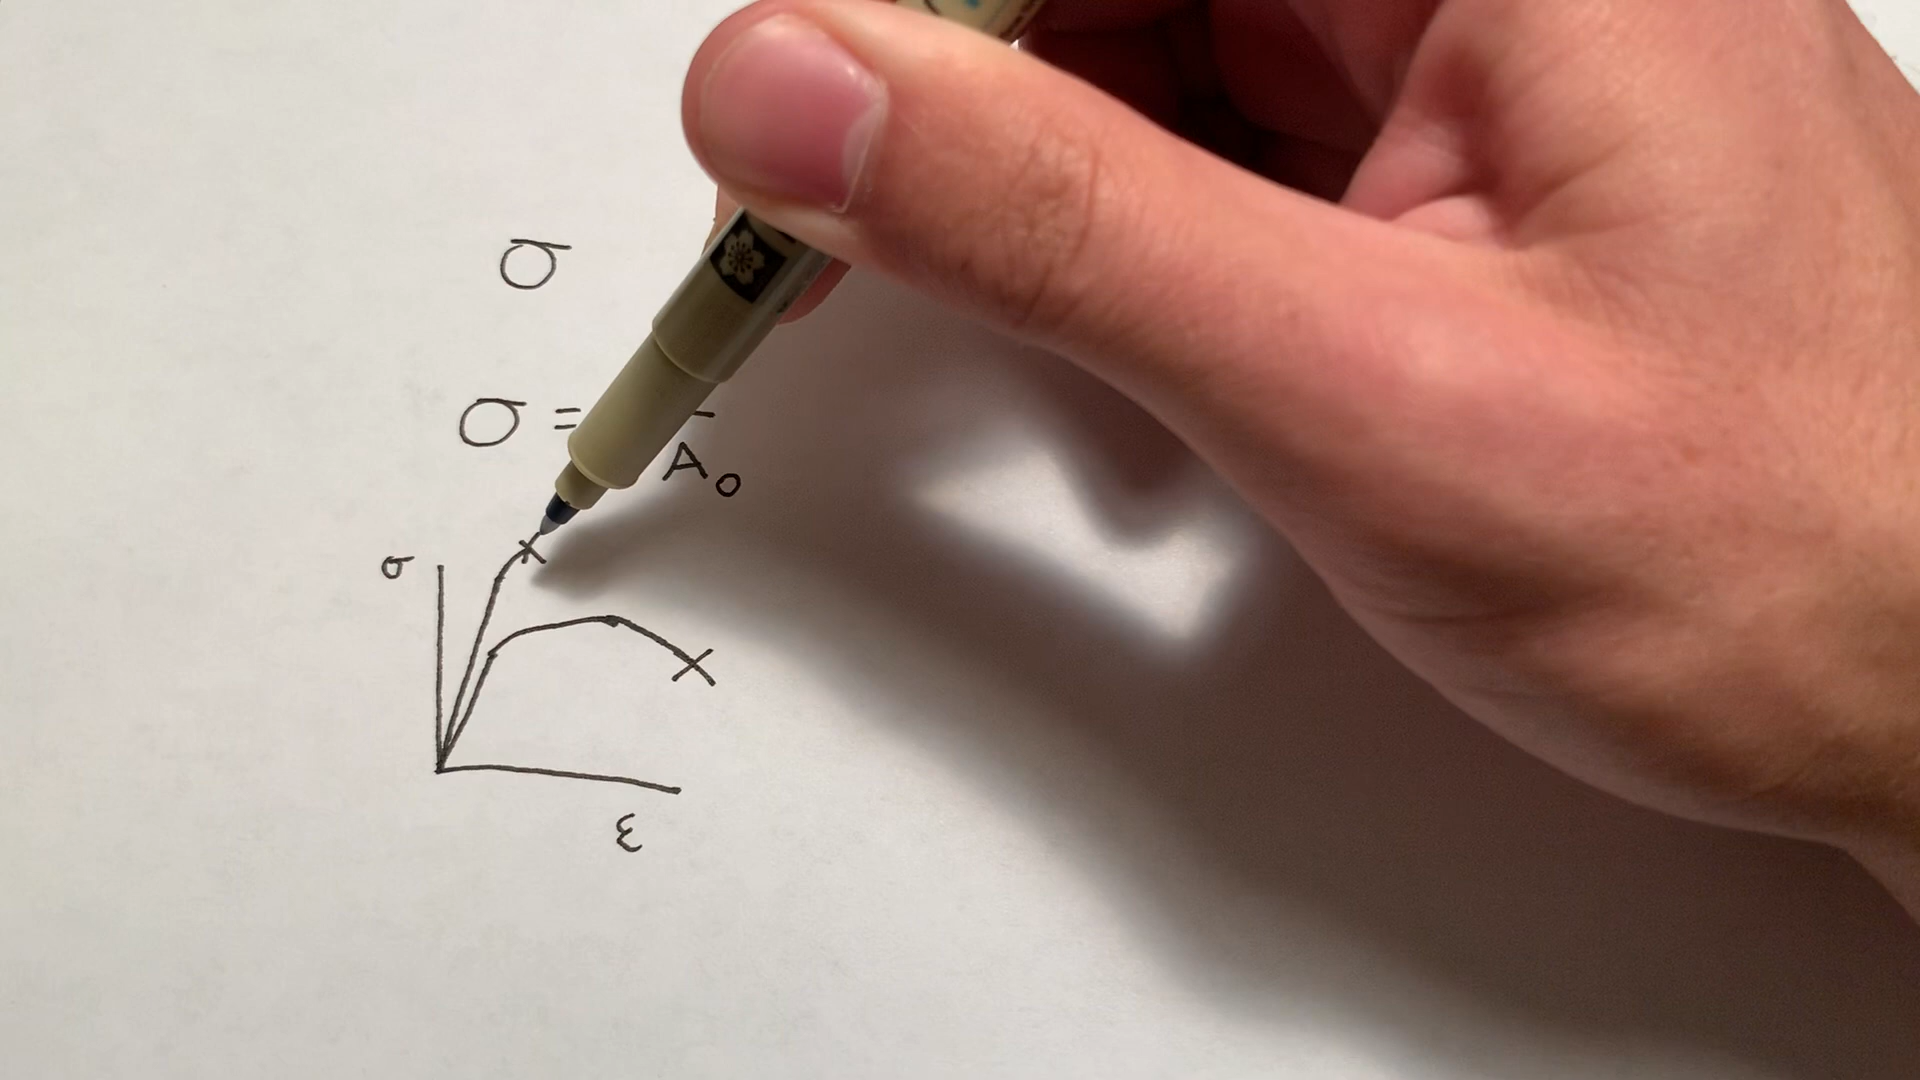 σ
σ =
A₀
σ
ε